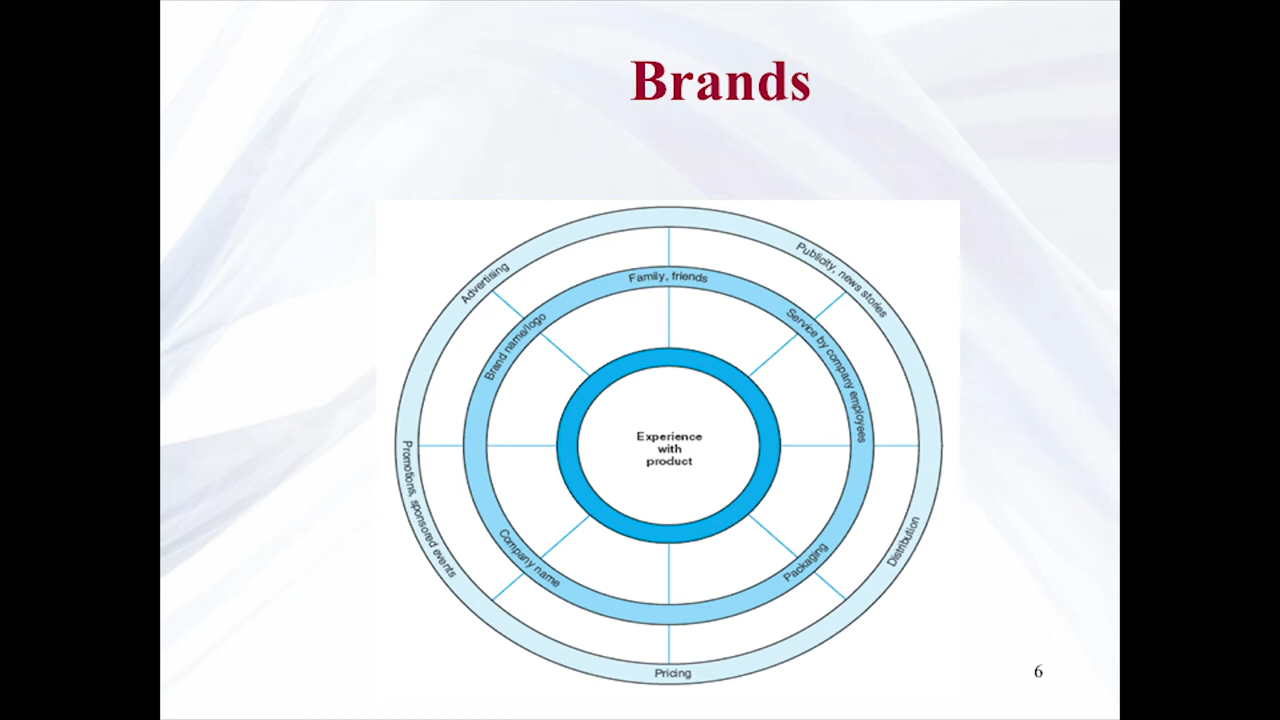 Brands
Advertising
Publicity, news stories
Family, friends
Brand name/logo
Service by company employees
Experience
with
product
Promotions, sponsored events
Company name
Packaging
Distribution
Pricing
6